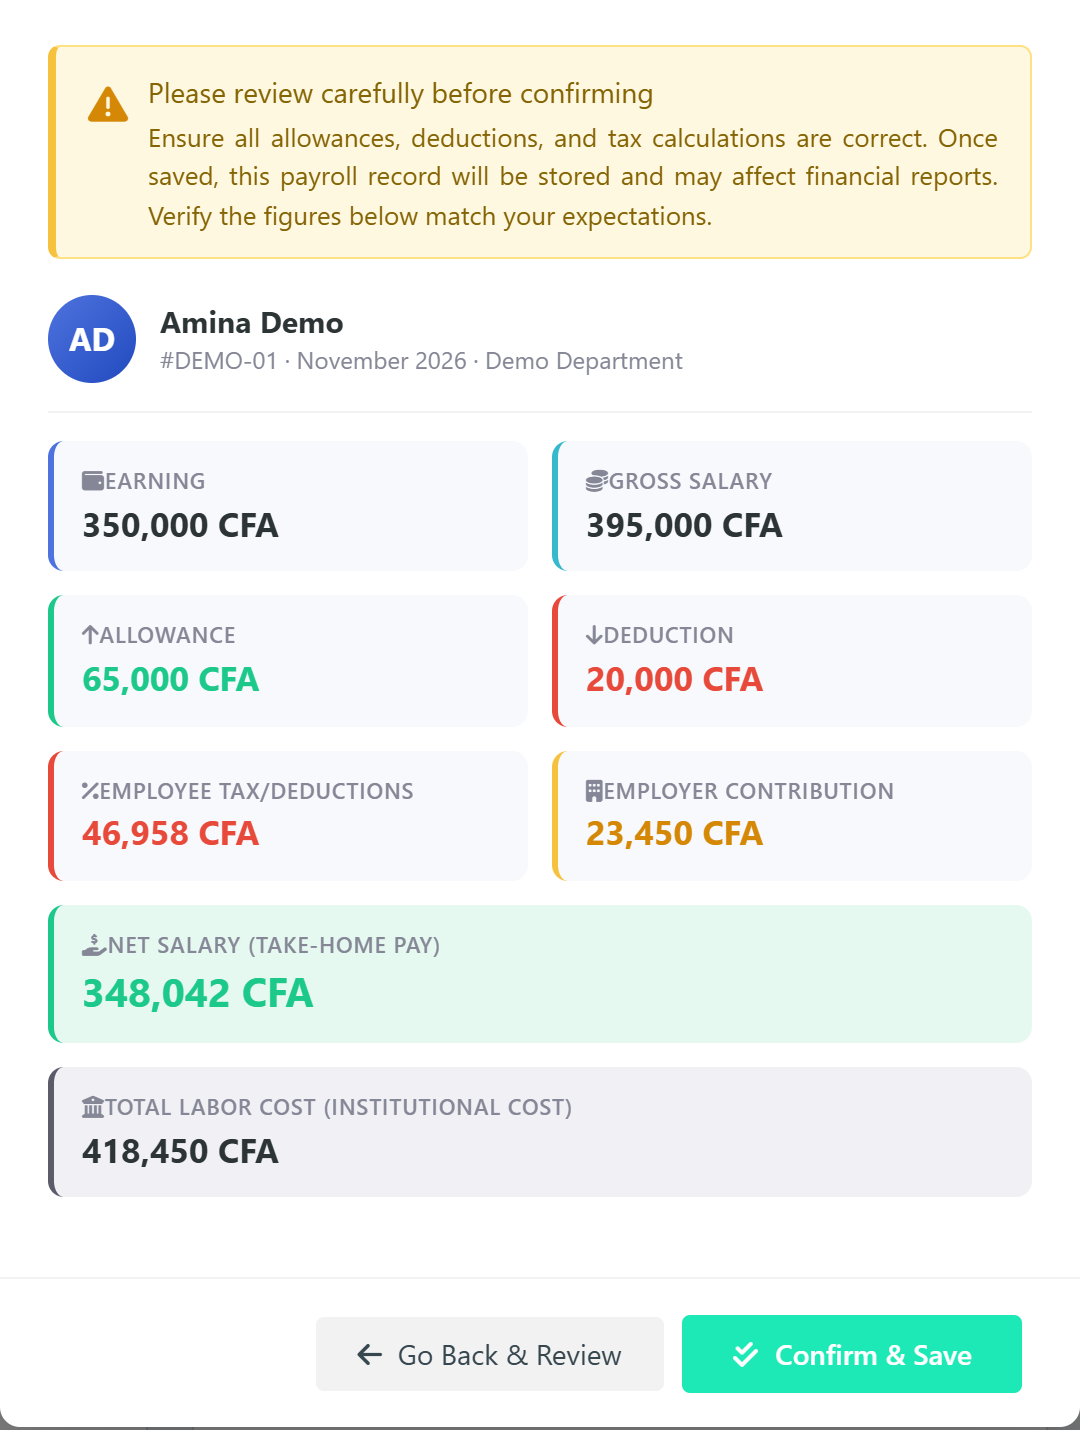 Please review carefully before confirming
Ensure all allowances, deductions, and tax calculations are correct. Once
saved, this payroll record will be stored and may affect financial reports.
Verify the figures below match your expectations.
AD
Amina Demo
#DEMO-01 · November 2026 · Demo Department
EARNING
350,000 CFA
GROSS SALARY
395,000 CFA
ALLOWANCE
65,000 CFA
DEDUCTION
20,000 CFA
EMPLOYEE TAX/DEDUCTIONS
46,958 CFA
EMPLOYER CONTRIBUTION
23,450 CFA
NET SALARY (TAKE-HOME PAY)
348,042 CFA
TOTAL LABOR COST (INSTITUTIONAL COST)
418,450 CFA
Go Back & Review
Confirm & Save